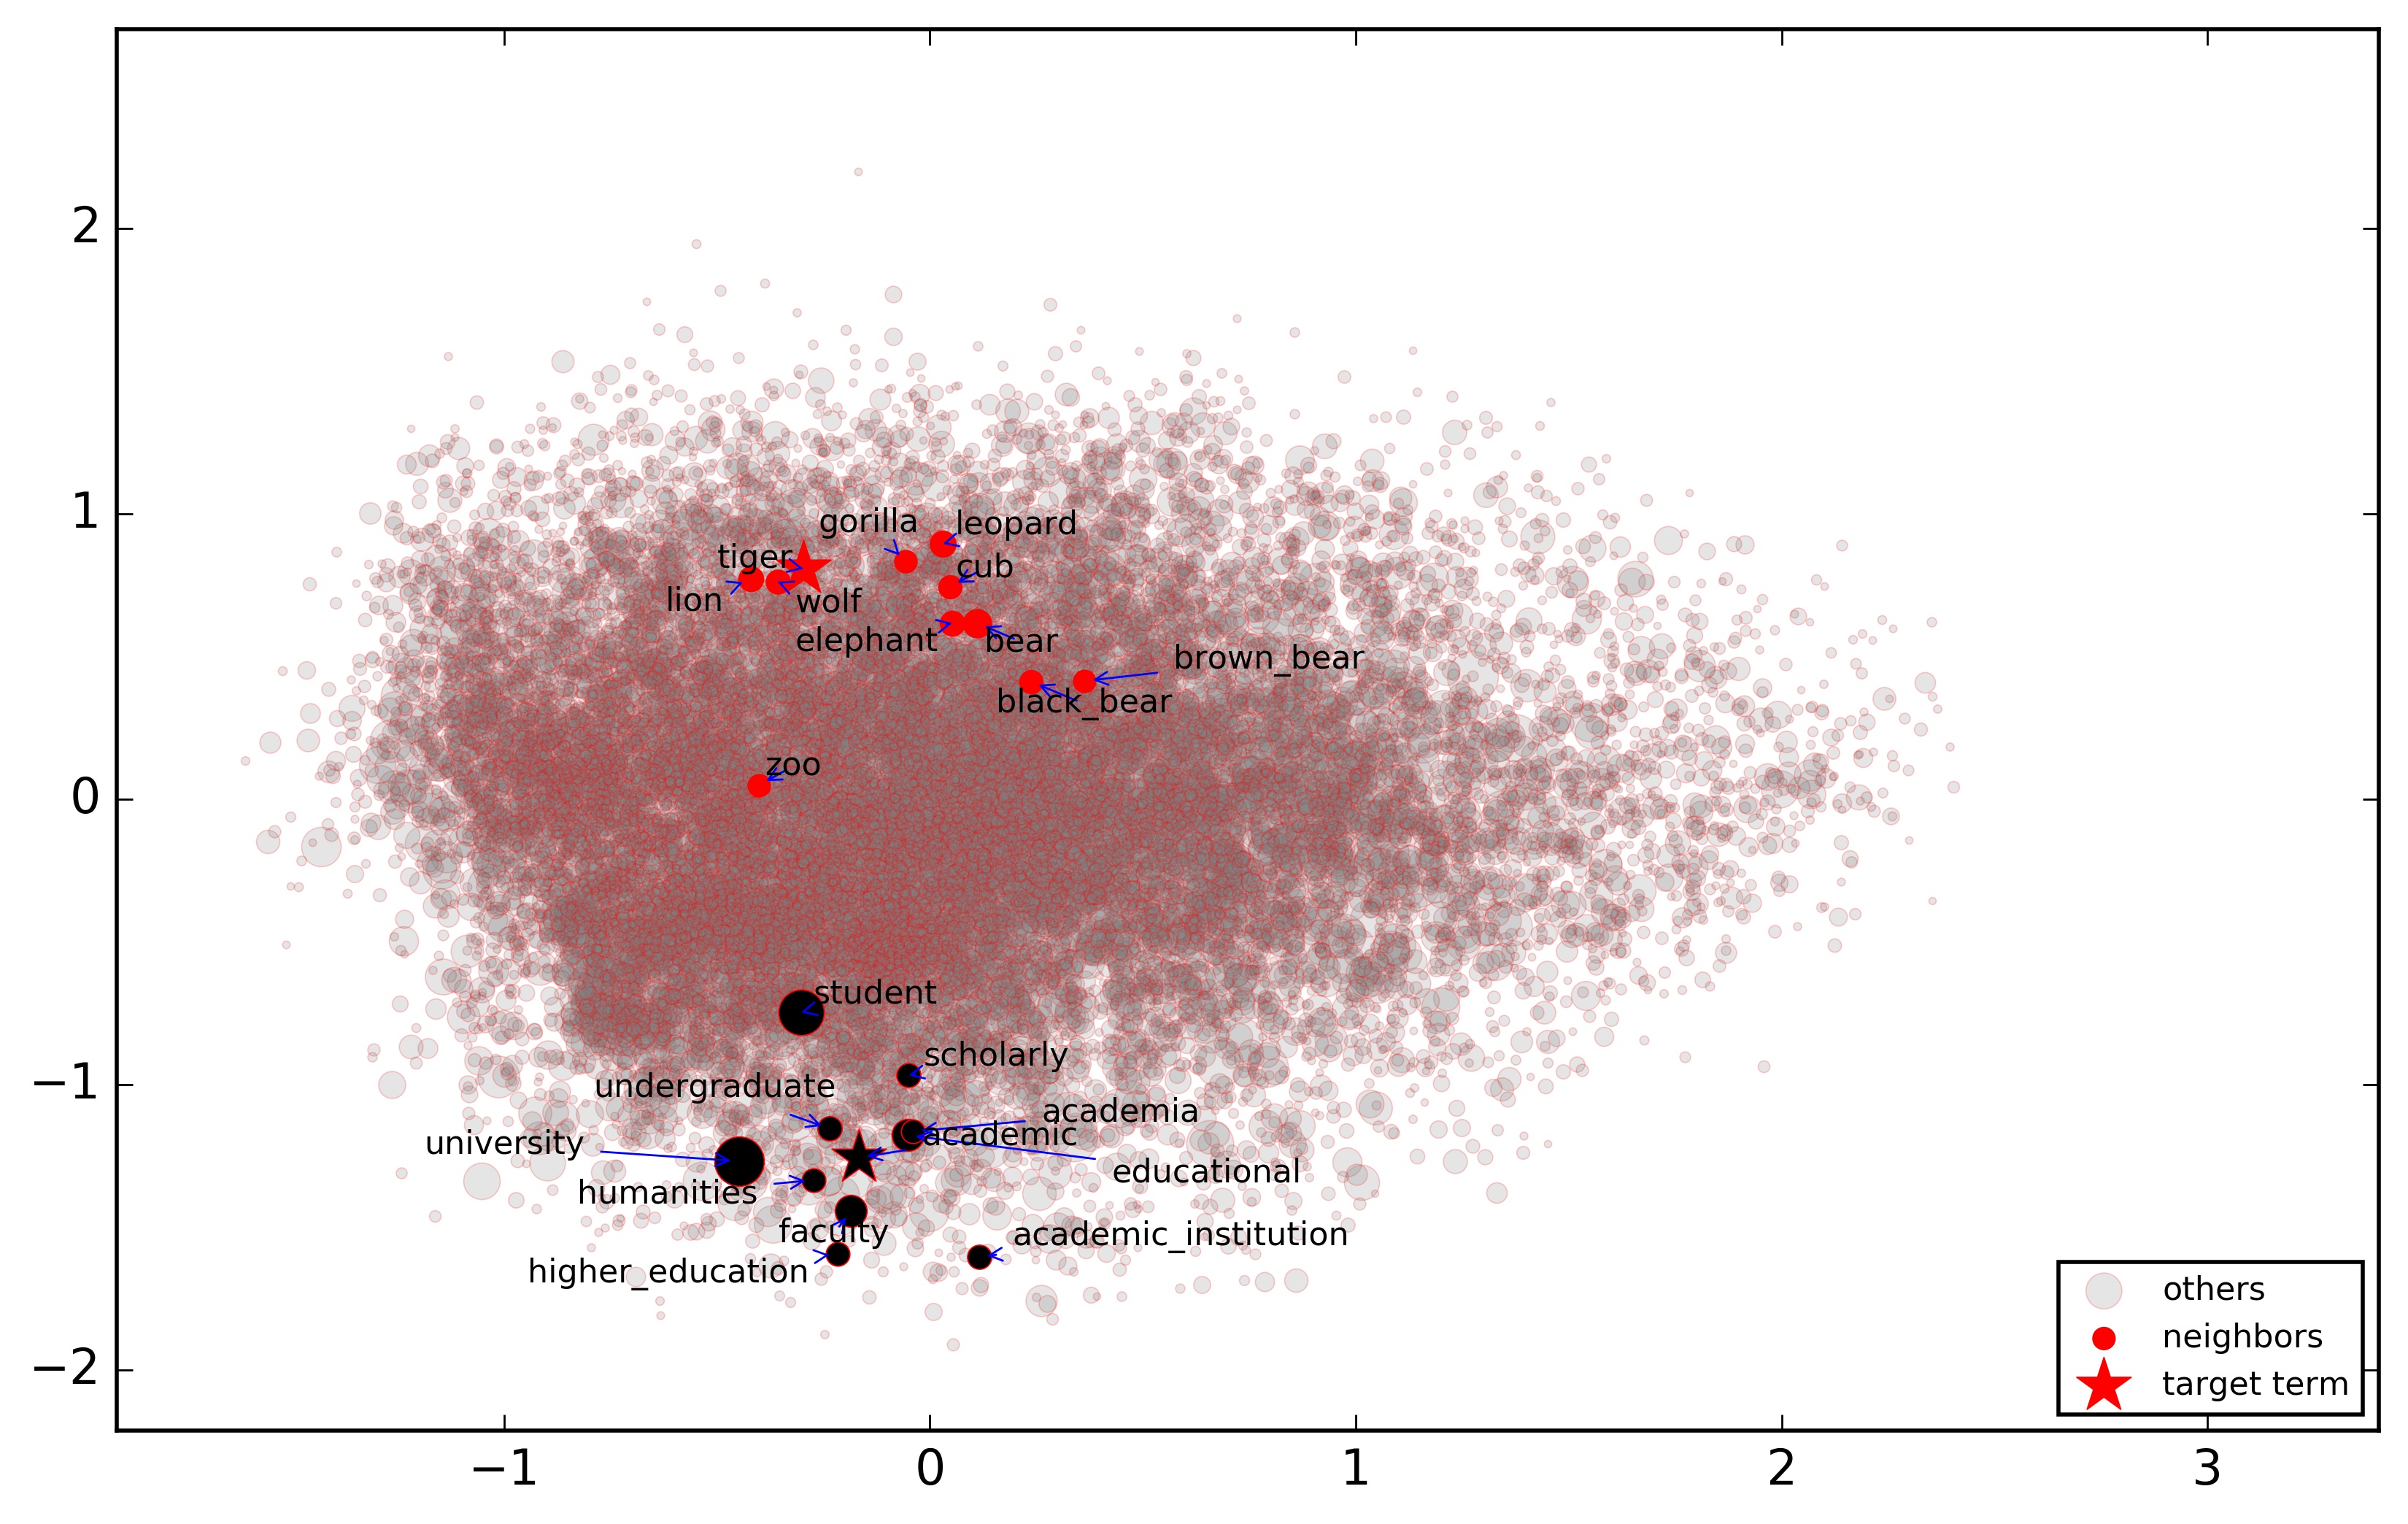 2
1
0
−1
−2
gorilla
leopard
tiger
cub
lion
wolf
elephant
bear
brown_bear
black_bear
zoo
student
scholarly
undergraduate
academia
academic
university
educational
humanities
faculty
academic_institution
higher_education
others
neighbors
target term
−1
0
1
2
3